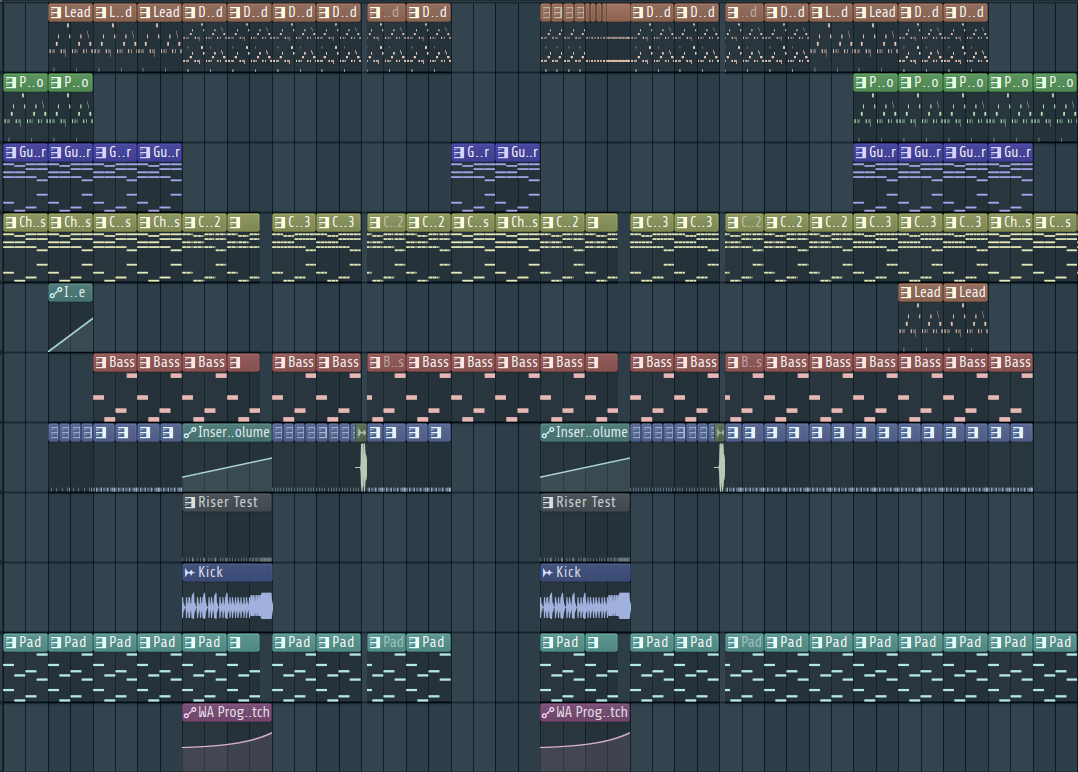 Lead L..d Lead D..d D..d D..d D..d ..d D..d D..d D..d ..d D..d L..d Lead D..d D..d
P..o P..o P..o P..o P..o P..o P..o
Gu..r Gu..r G..r Gu..r G..r Gu..r Gu..r Gu..r Gu..r Gu..r
Ch.s Ch.s C..s Ch.s C..2 C..3 C..3 C..2 C..2 C..s Ch.s C..2 C..3 C..3 C..2 C..2 C..2 C..3 C..3 C..3 Ch.s C..s
I..e Lead Lead
Bass Bass Bass Bass Bass B..s Bass Bass Bass Bass Bass Bass B..s Bass Bass Bass Bass Bass Bass
Inser..olume Inser..olume
Riser Test Riser Test
Kick Kick
Pad Pad Pad Pad Pad Pad Pad Pad Pad Pad Pad Pad Pad Pad Pad Pad Pad Pad Pad Pad
WA Prog..tch WA Prog..tch